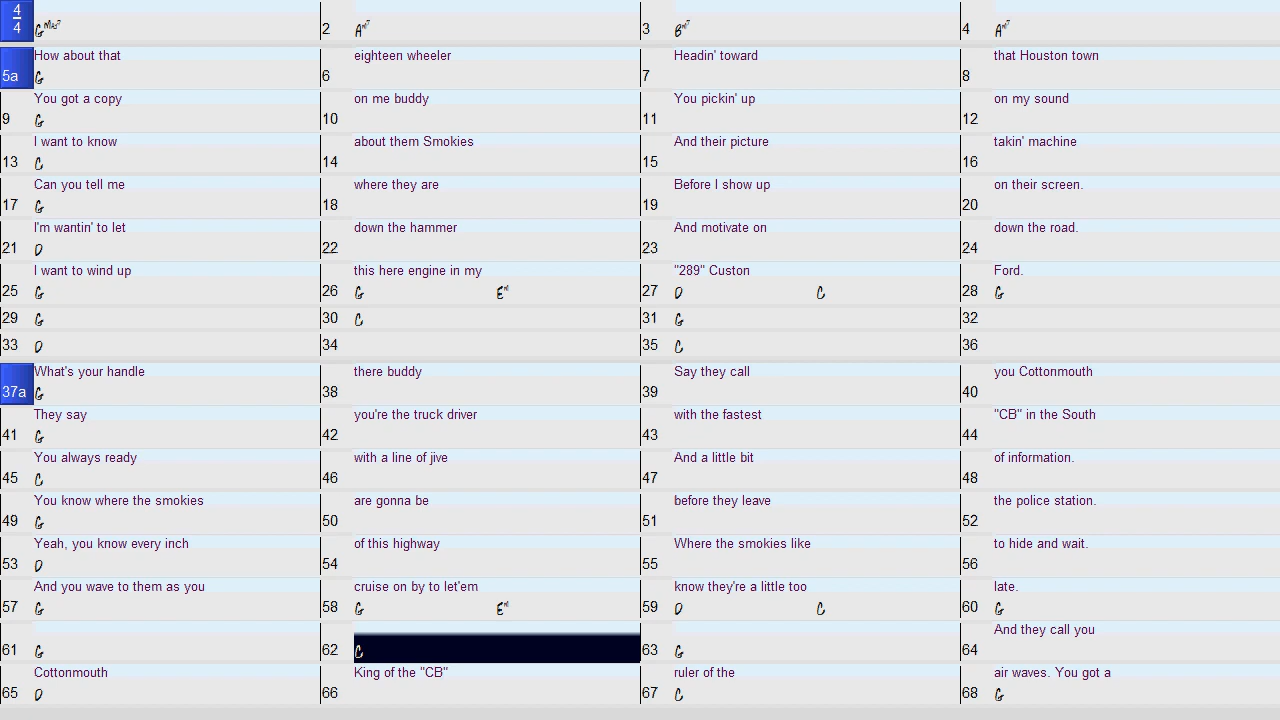 4 4 G Maj7 2 A m7 3 B m7 4 A m7
How about that eighteen wheeler Headin' toward that Houston town
5a G 6 7 8
You got a copy on me buddy You pickin' up on my sound
9 G 10 11 12
I want to know about them Smokies And their picture takin' machine
13 C 14 15 16
Can you tell me where they are Before I show up on their screen.
17 G 18 19 20
I'm wantin' to let down the hammer And motivate on down the road.
21 D 22 23 24
I want to wind up this here engine in my "289" Custon Ford.
25 G 26 G Em 27 D C 28 G
29 G 30 C 31 G 32
33 D 34 35 C 36
What's your handle there buddy Say they call you Cottonmouth
37a G 38 39 40
They say you're the truck driver with the fastest "CB" in the South
41 G 42 43 44
You always ready with a line of jive And a little bit of information.
45 C 46 47 48
You know where the smokies are gonna be before they leave the police station.
49 G 50 51 52
Yeah, you know every inch of this highway Where the smokies like to hide and wait.
53 D 54 55 56
And you wave to them as you cruise on by to let'em know they're a little too late.
57 G 58 G Em 59 D C 60 G
And they call you
61 G 62 C 63 G 64
Cottonmouth King of the "CB" ruler of the air waves. You got a
65 D 66 67 C 68 G